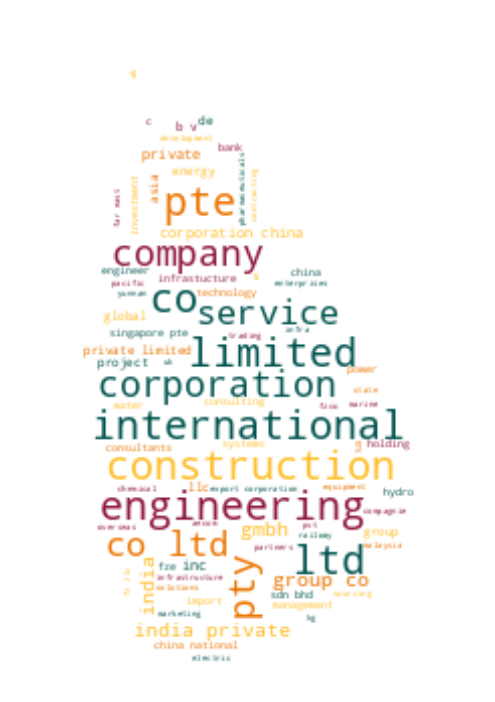 e
c
b v
de
development
private
bank
energy
pharmaceuticals
contracting
asia
investment
far east
pte
corporation china
company
engineer
infrastucture
china
pacific
enterprises
yunnan
co
technology
service
global
singapore pte
trading
infra
private limited
limited
project
uk
power
corporation
state
water
consulting
fzco
marine
international
consultants
systems
holding
construction
chemical
llc
export corporation
equipment
hydro
engineering
compagnie
overseas
aecom
pvt
gmbh
railway
group
co ltd
partners
malaysia
ltd
fze
inc
india
infrastructure
pty
group co
solutions
sdn bhd
sourcing
import
management
marketing
kg
india private
china national
electric